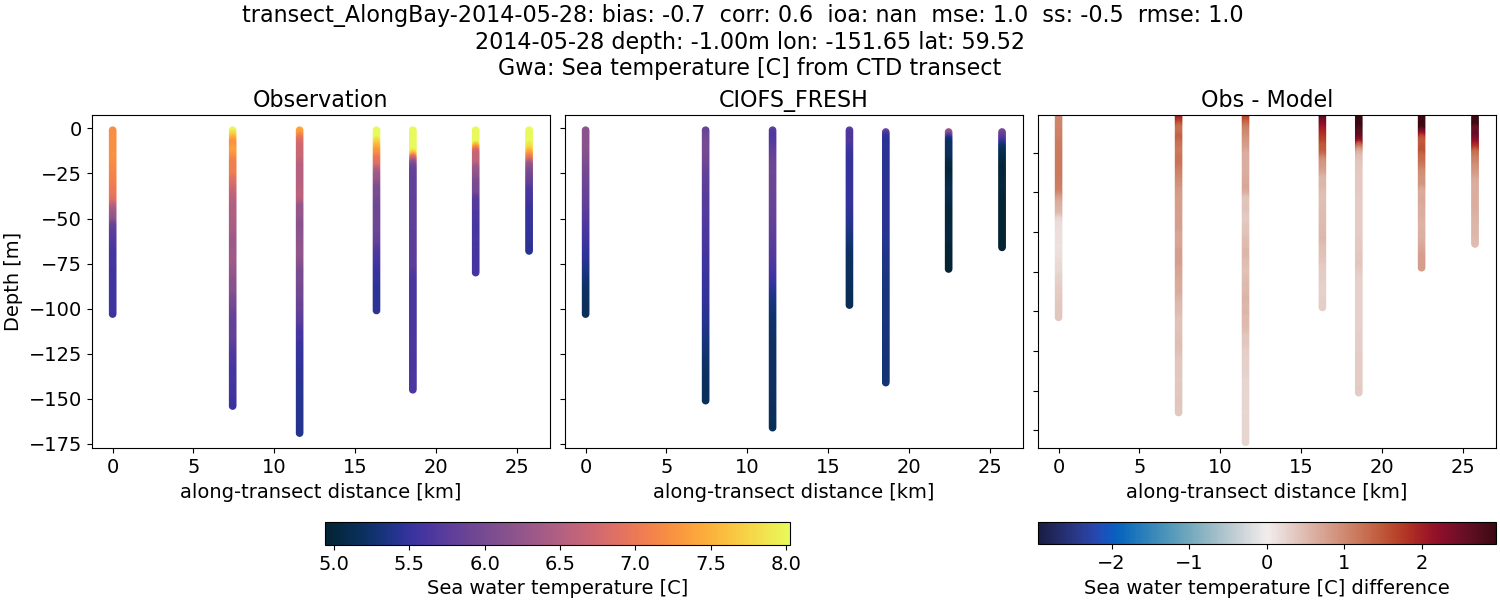 transect_AlongBay-2014-05-28: bias: -0.7  corr: 0.6  ioa: nan  mse: 1.0  ss: -0.5  rmse: 1.0
2014-05-28 depth: -1.00m lon: -151.65 lat: 59.52
Gwa: Sea temperature [C] from CTD transect
Observation
CIOFS_FRESH
Obs - Model
Depth [m]
0
−25
−50
−75
−100
−125
−150
−175
0 5 10 15 20 25
0 5 10 15 20 25
0 5 10 15 20 25
along-transect distance [km]
along-transect distance [km]
along-transect distance [km]
5.0 5.5 6.0 6.5 7.0 7.5 8.0
Sea water temperature [C]
−2 −1 0 1 2
Sea water temperature [C] difference